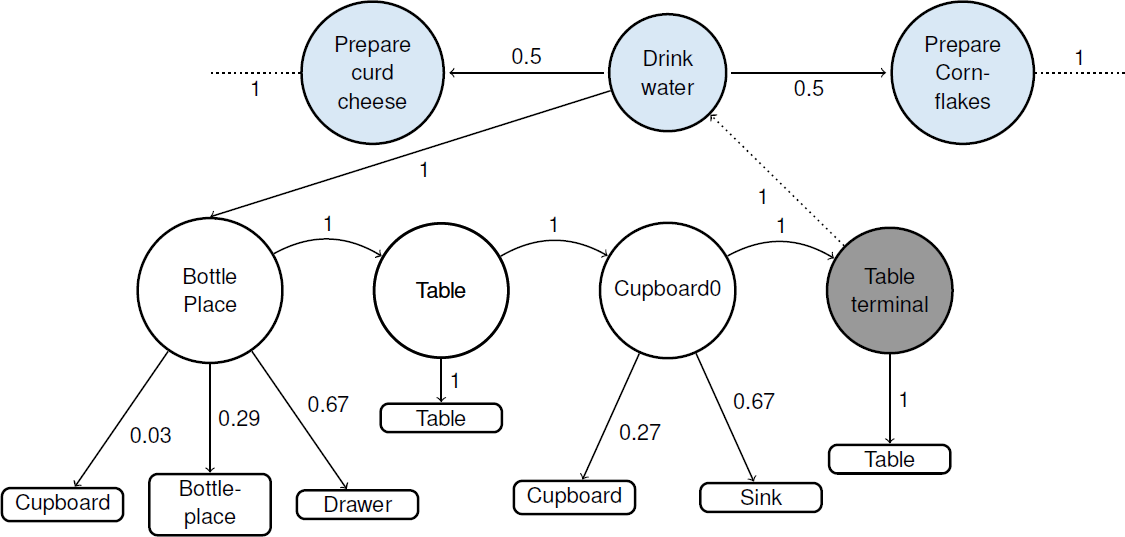 Prepare
curd
cheese
0.5
Drink
water
0.5
Prepare
Corn-
flakes
1
1
1
1
Bottle
Place
1
Table
1
Cupboard0
1
Table
terminal
0.03
0.29
0.67
1
0.27
0.67
1
Cupboard
Bottle-
place
Drawer
Table
Cupboard
Sink
Table